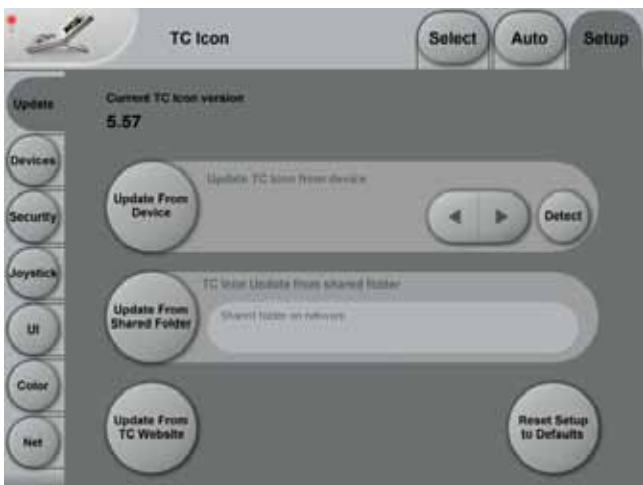 TC Icon
Select
Auto
Setup
Update
Current TC Icon version
5.57
Devices
Update From
Device
Update TC Icon from device
Detect
Security
Joystick
TC Icon Update from shared folder
Update From
Shared Folder
Shared folder on network
UI
Color
Update From
TC Website
Reset Setup
to Defaults
Net